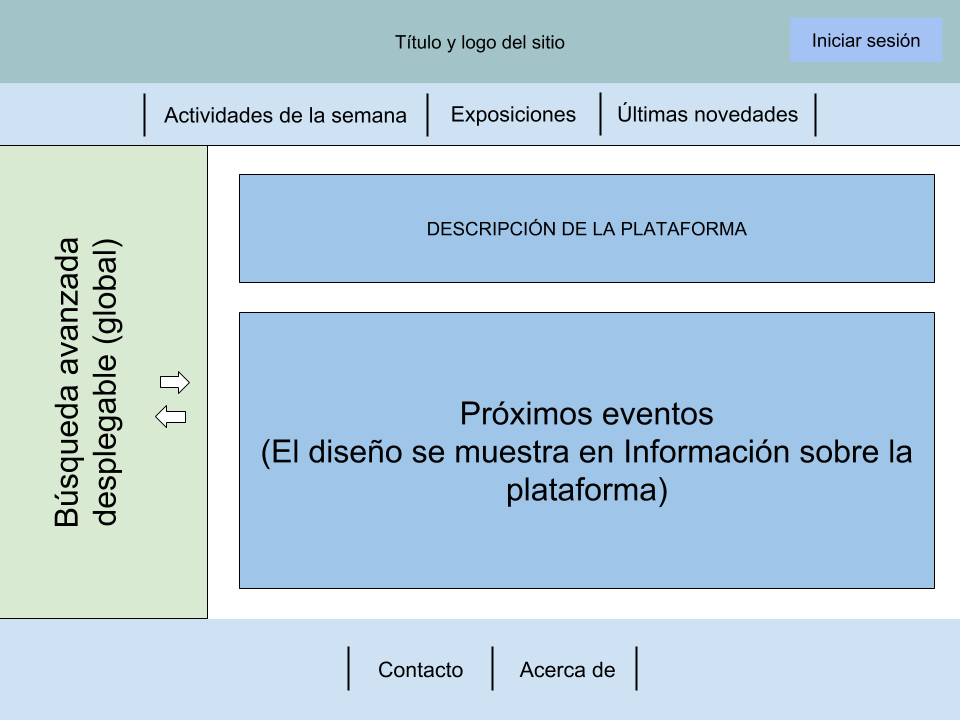 Título y logo del sitio
Iniciar sesión
Actividades de la semana
Exposiciones
Últimas novedades
Búsqueda avanzada
desplegable (global)
DESCRIPCIÓN DE LA PLATAFORMA
Próximos eventos
(El diseño se muestra en Información sobre la
plataforma)
Contacto
Acerca de